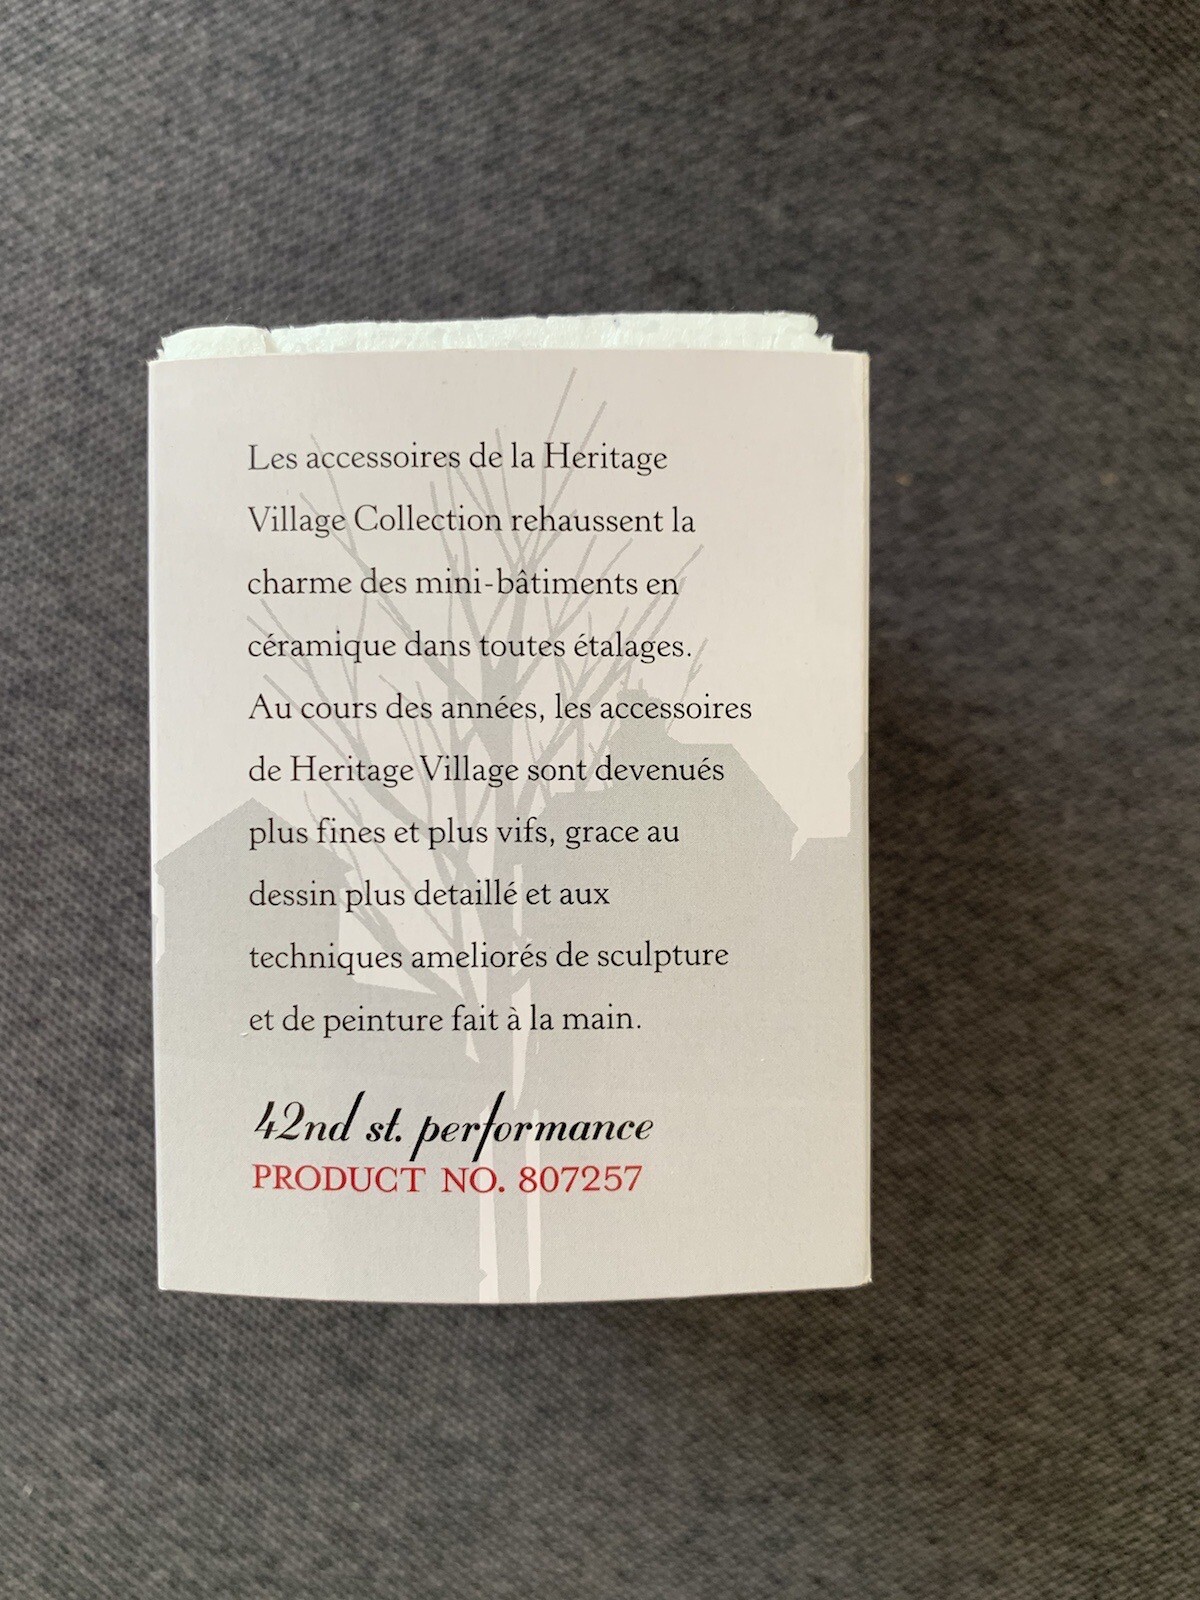 Les accessoires de la Heritage
Village Collection rehaussent la
charme des mini-bâtiments en
céramique dans toutes étalages.
Au cours des années, les accessoires
de Heritage Village sont devenués
plus fines et plus vifs, grace au
dessin plus detaillé et aux
techniques ameliorés de sculpture
et de peinture fait à la main.
42nd st. performance
PRODUCT NO. 807257